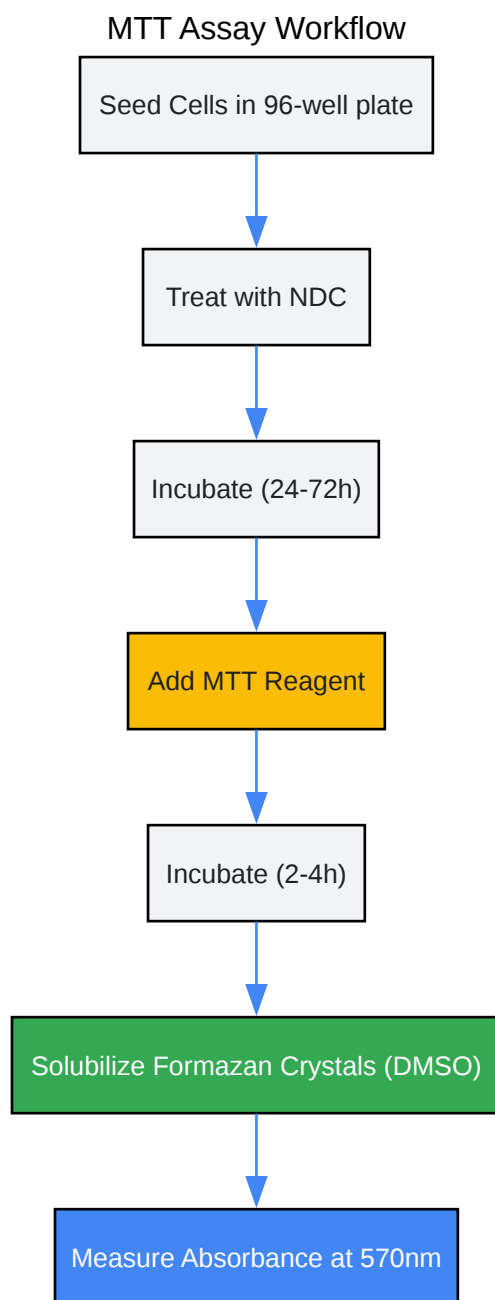 MTT Assay Workflow
Seed Cells in 96-well plate
Treat with NDC
Incubate (24-72h)
Add MTT Reagent
Incubate (2-4h)
Solubilize Formazan Crystals (DMSO)
Measure Absorbance at 570nm